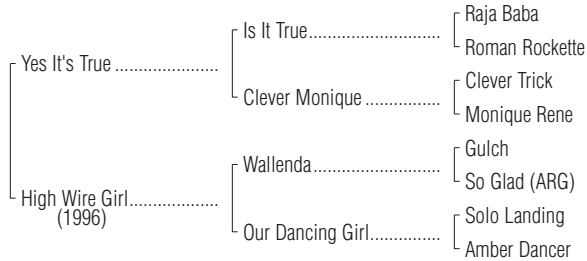 Raja Baba
Is It True
Roman Rockette
Yes It's True
Clever Trick
Clever Monique
Monique Rene
Gulch
Wallenda
So Glad (ARG)
High Wire Girl
(1996)
Solo Landing
Our Dancing Girl
Amber Dancer